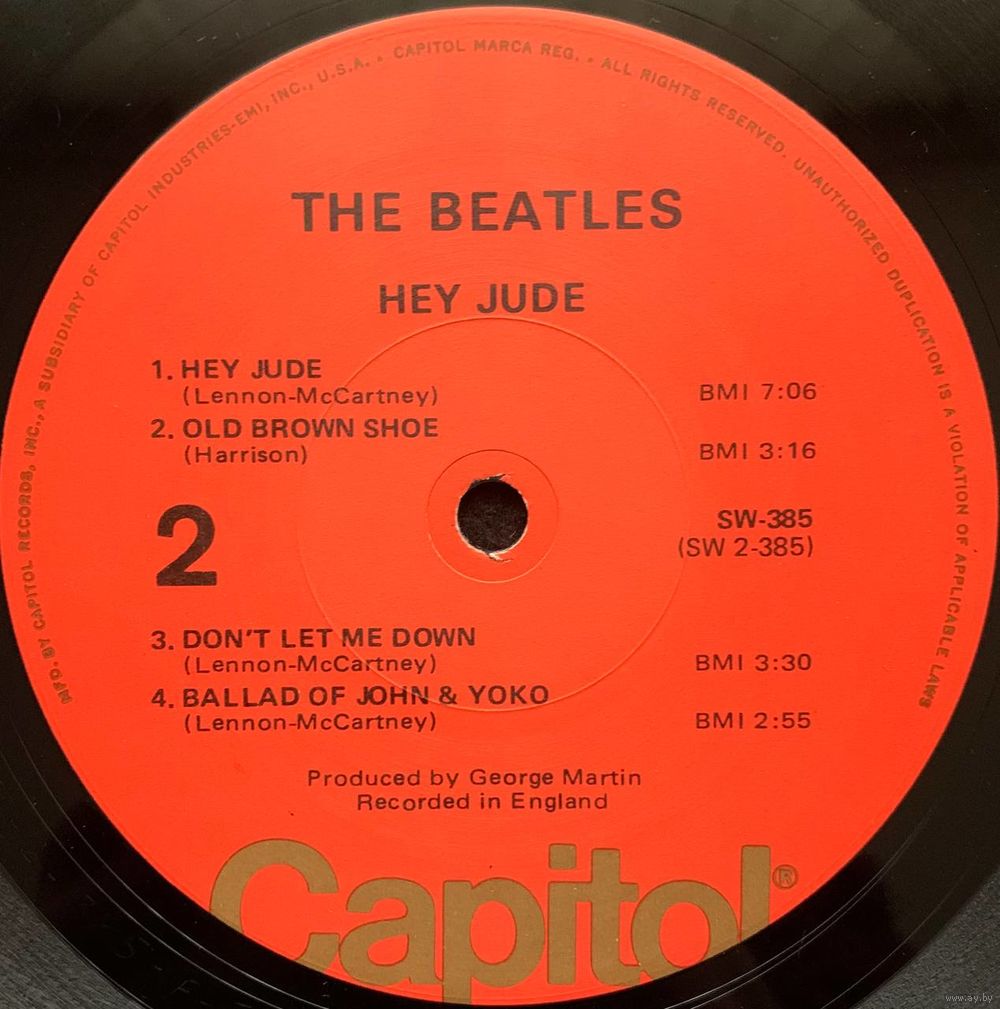 MFD. BY CAPITOL RECORDS, INC., A SUBSIDIARY OF CAPITOL INDUSTRIES-EMI, INC., U.S.A. • CAPITOL MARCA REG. • ALL RIGHTS RESERVED. UNAUTHORIZED DUPLICATION IS A VIOLATION OF APPLICABLE LAWS
THE BEATLES
HEY JUDE
1. HEY JUDE
(Lennon-McCartney) BMI 7:06
2. OLD BROWN SHOE
(Harrison) BMI 3:16
2
SW-385
(SW 2-385)
3. DON'T LET ME DOWN
(Lennon-McCartney) BMI 3:30
4. BALLAD OF JOHN & YOKO
(Lennon-McCartney) BMI 2:55
Produced by George Martin
Recorded in England
Capitol®
www.ay.by